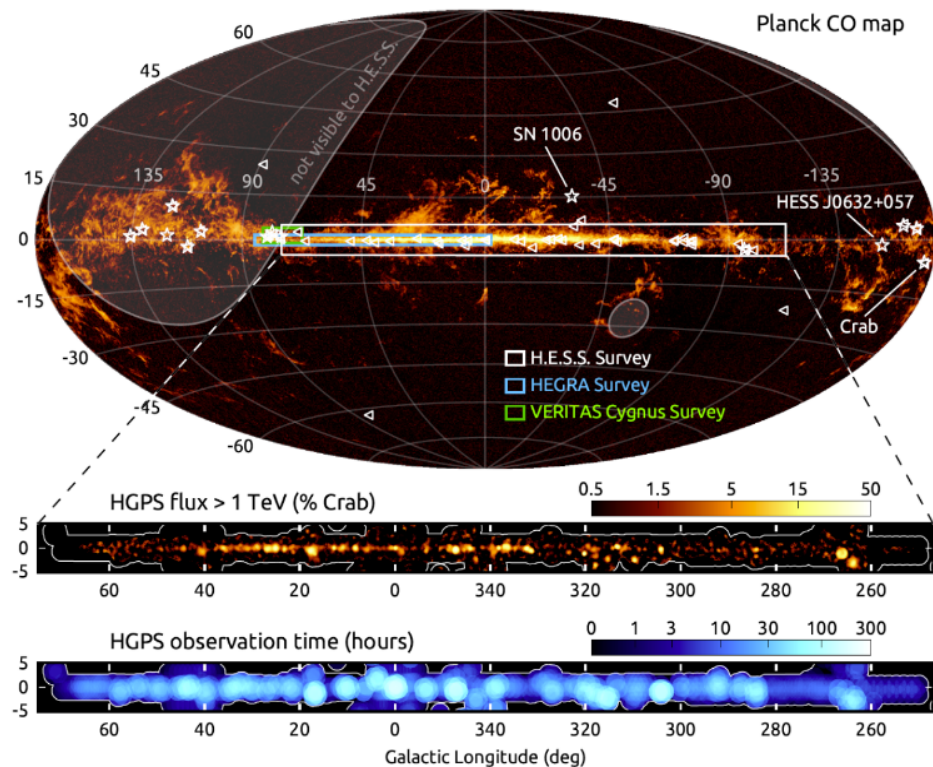 Planck CO map
60
45
30
15
0
-15
-30
-45
-60
not visible to H.E.S.S.
SN 1006
HESS J0632+057
Crab
135
90
45
0
-45
-90
-135
H.E.S.S. Survey
HEGRA Survey
VERITAS Cygnus Survey
HGPS flux > 1 TeV (% Crab)
0.5 1.5 5 15 50
5
0
-5
60 40 20 0 340 320 300 280 260
HGPS observation time (hours)
0 1 3 10 30 100 300
5
0
-5
60 40 20 0 340 320 300 280 260
Galactic Longitude (deg)